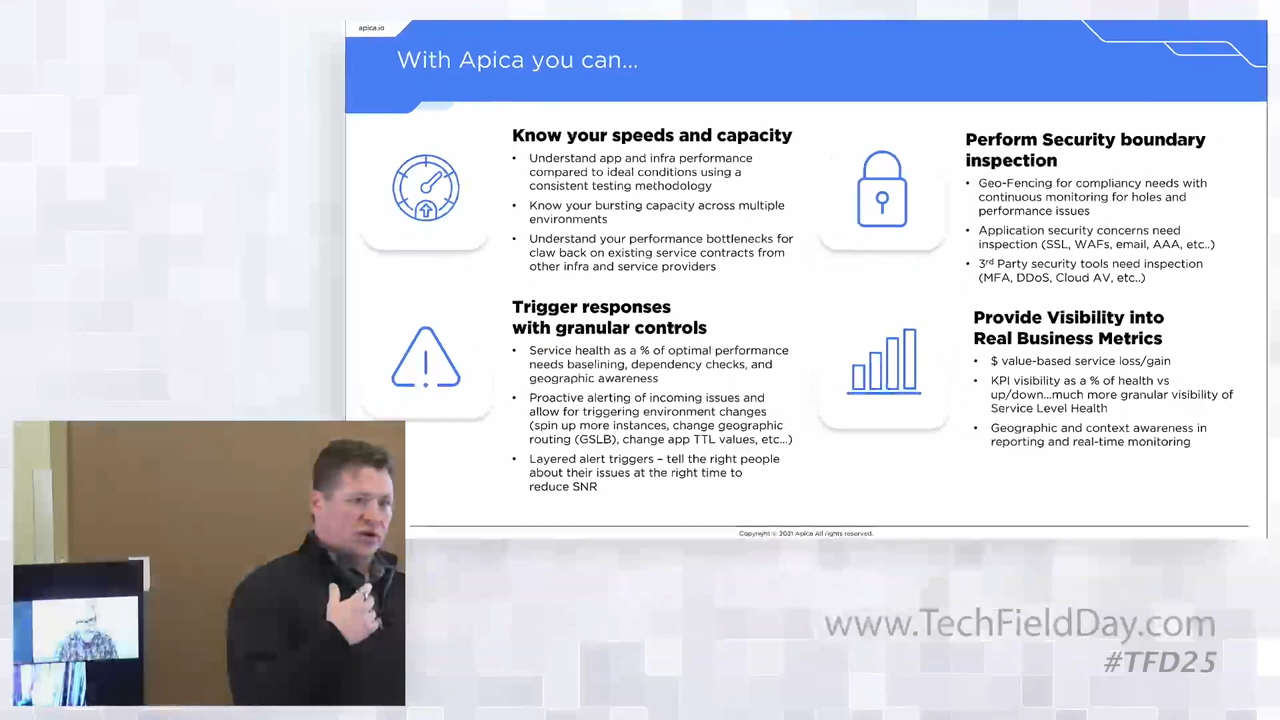 apica.io
With Apica you can...
Know your speeds and capacity
• Understand app and infra performance
compared to ideal conditions using a
consistent testing methodology
• Know your bursting capacity across multiple
environments
• Understand your performance bottlenecks for
claw back on existing service contracts from
other infra and service providers
Trigger responses
with granular controls
• Service health as a % of optimal performance
needs baselining, dependency checks, and
geographic awareness
• Proactive alerting of incoming issues and
allow for triggering environment changes
(spin up more instances, change geographic
routing (GSLB), change app TTL values, etc...)
• Layered alert triggers – tell the right people
about their issues at the right time to
reduce SNR
Perform Security boundary
inspection
• Geo-Fencing for compliancy needs with
continuous monitoring for holes and
performance issues
• Application security concerns need
inspection (SSL, WAFs, email, AAA, etc..)
• 3rd Party security tools need inspection
(MFA, DDoS, Cloud AV, etc..)
Provide Visibility into
Real Business Metrics
• $ value-based service loss/gain
• KPI visibility as a % of health vs
up/down...much more granular visibility of
Service Level Health
• Geographic and context awareness in
reporting and real-time monitoring
Copyright © 2021 Apica All rights reserved.
www.TechFieldDay.com
#TFD25